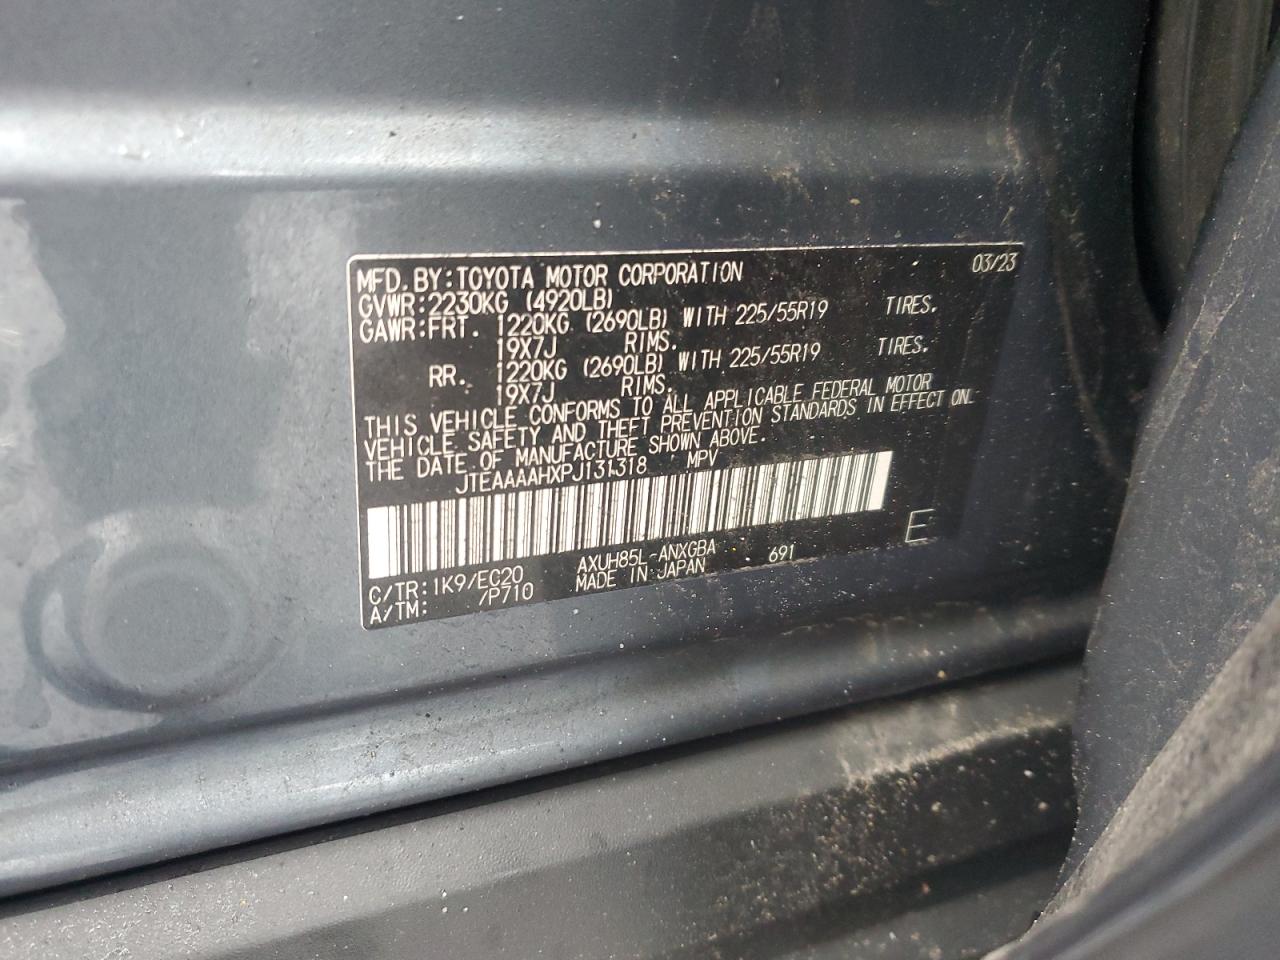 MFD. BY: TOYOTA MOTOR CORPORATION 03/23
GVWR: 2230KG (4920LB)
GAWR: FRT. 1220KG (2690LB) WITH 225/55R19 TIRES.
19X7J RIMS.
RR. 1220KG (2690LB) WITH 225/55R19 TIRES.
19X7J RIMS.
THIS VEHICLE CONFORMS TO ALL APPLICABLE FEDERAL MOTOR
VEHICLE SAFETY AND THEFT PREVENTION STANDARDS IN EFFECT ON
THE DATE OF MANUFACTURE SHOWN ABOVE.
JTEAAAAHXPJ131318 MPV
E
C/TR: 1K9/EC20 AXUH85L-ANXGBA 691
A/TM: /P710 MADE IN JAPAN